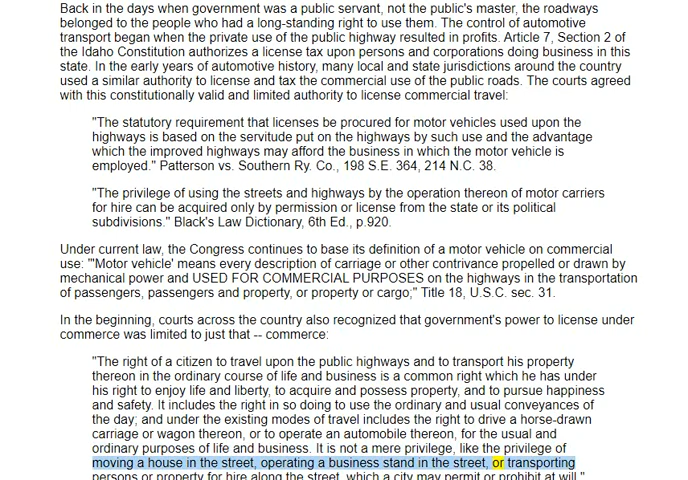 Back in the days when government was a public servant, not the public's master, the roadways
belonged to the people who had a long-standing right to use them. The control of automotive
transport began when the private use of the public highway resulted in profits. Article 7, Section 2 of
the Idaho Constitution authorizes a license tax upon persons and corporations doing business in this
state. In the early years of automotive history, many local and state jurisdictions around the country
used a similar authority to license and tax the commercial use of the public roads. The courts agreed
with this constitutionally valid and limited authority to license commercial travel:
"The statutory requirement that licenses be procured for motor vehicles used upon the
highways is based on the servitude put on the highways by such use and the advantage
which the improved highways may afford the business in which the motor vehicle is
employed." Patterson vs. Southern Ry. Co., 198 S.E. 364, 214 N.C. 38.
"The privilege of using the streets and highways by the operation thereon of motor carriers
for hire can be acquired only by permission or license from the state or its political
subdivisions." Black's Law Dictionary, 6th Ed., p.920.
Under current law, the Congress continues to base its definition of a motor vehicle on commercial
use: "'Motor vehicle' means every description of carriage or other contrivance propelled or drawn by
mechanical power and USED FOR COMMERCIAL PURPOSES on the highways in the transportation
of passengers, passengers and property, or property or cargo;" Title 18, U.S.C. sec. 31.
In the beginning, courts across the country also recognized that government's power to license under
commerce was limited to just that -- commerce:
"The right of a citizen to travel upon the public highways and to transport his property
thereon in the ordinary course of life and business is a common right which he has under
his right to enjoy life and liberty, to acquire and possess property, and to pursue happiness
and safety. It includes the right in so doing to use the ordinary and usual conveyances of
the day; and under the existing modes of travel includes the right to drive a horse-drawn
carriage or wagon thereon, or to operate an automobile thereon, for the usual and
ordinary purposes of life and business. It is not a mere privilege, like the privilege of
moving a house in the street, operating a business stand in the street, or transporting
persons or property for hire along the street, which a city may permit or prohibit at will."